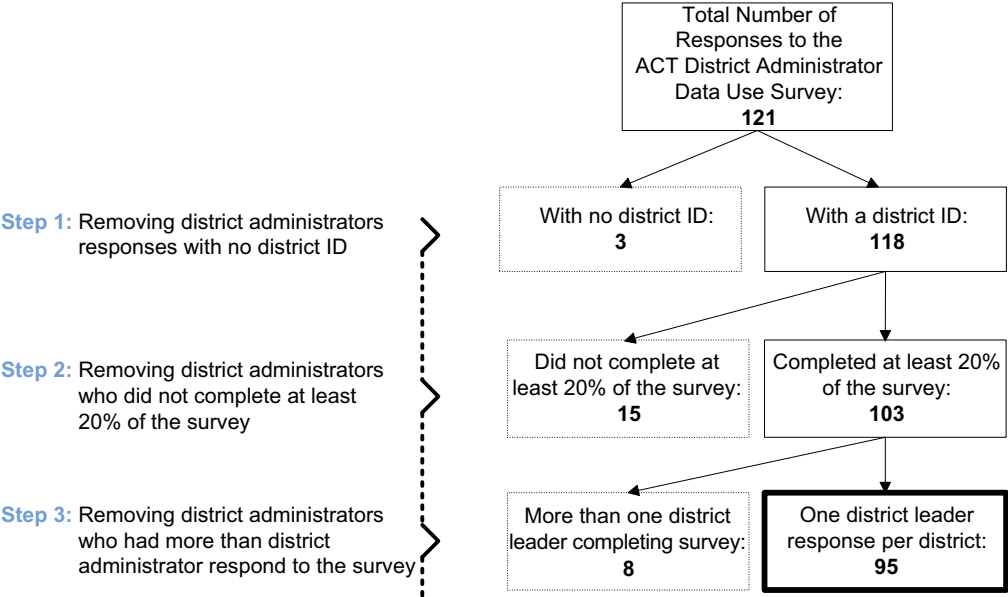 Total Number of
Responses to the
ACT District Administrator
Data Use Survey:
121
Step 1: Removing district administrators
responses with no district ID
With no district ID:
3
With a district ID:
118
Step 2: Removing district administrators
who did not complete at least
20% of the survey
Did not complete at
least 20% of the survey:
15
Completed at least 20%
of the survey:
103
Step 3: Removing district administrators
who had more than district
administrator respond to the survey
More than one district
leader completing survey:
8
One district leader
response per district:
95